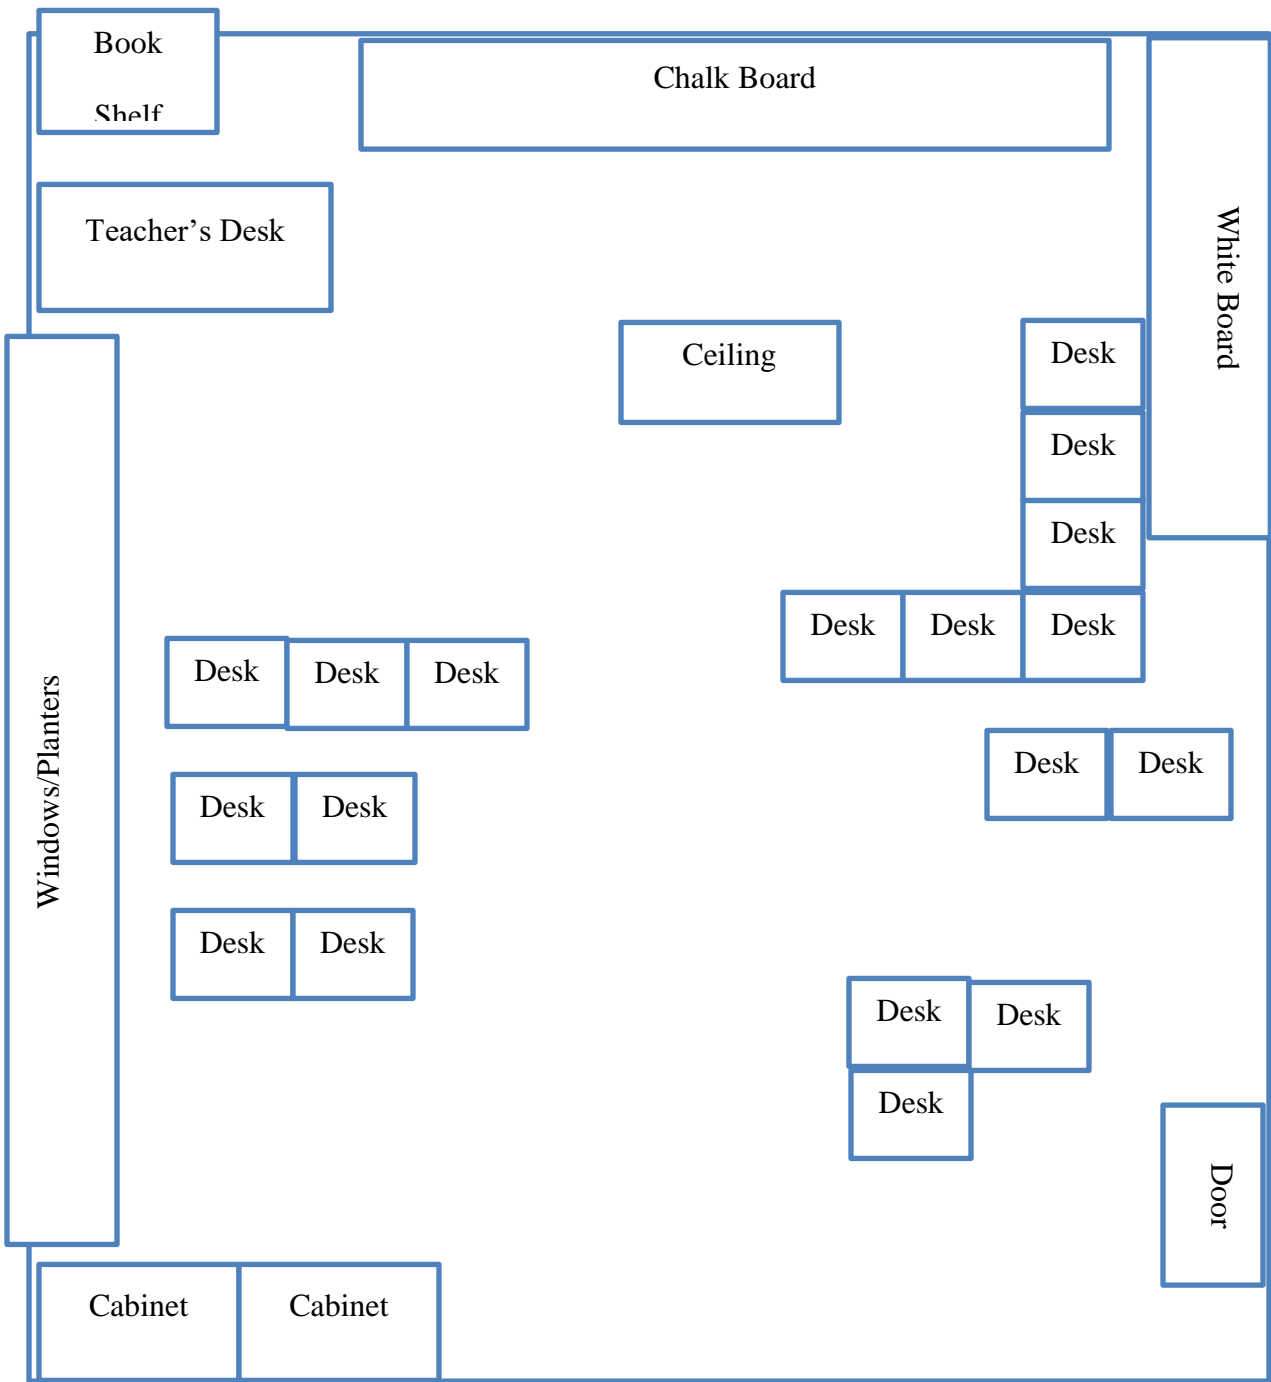 Book
Shelf
Chalk Board
Teacher's Desk
White Board
Ceiling
Desk
Desk
Desk
Desk Desk Desk
Desk Desk Desk
Windows/Planters
Desk Desk
Desk Desk
Desk Desk
Desk Desk
Desk
Door
Cabinet Cabinet